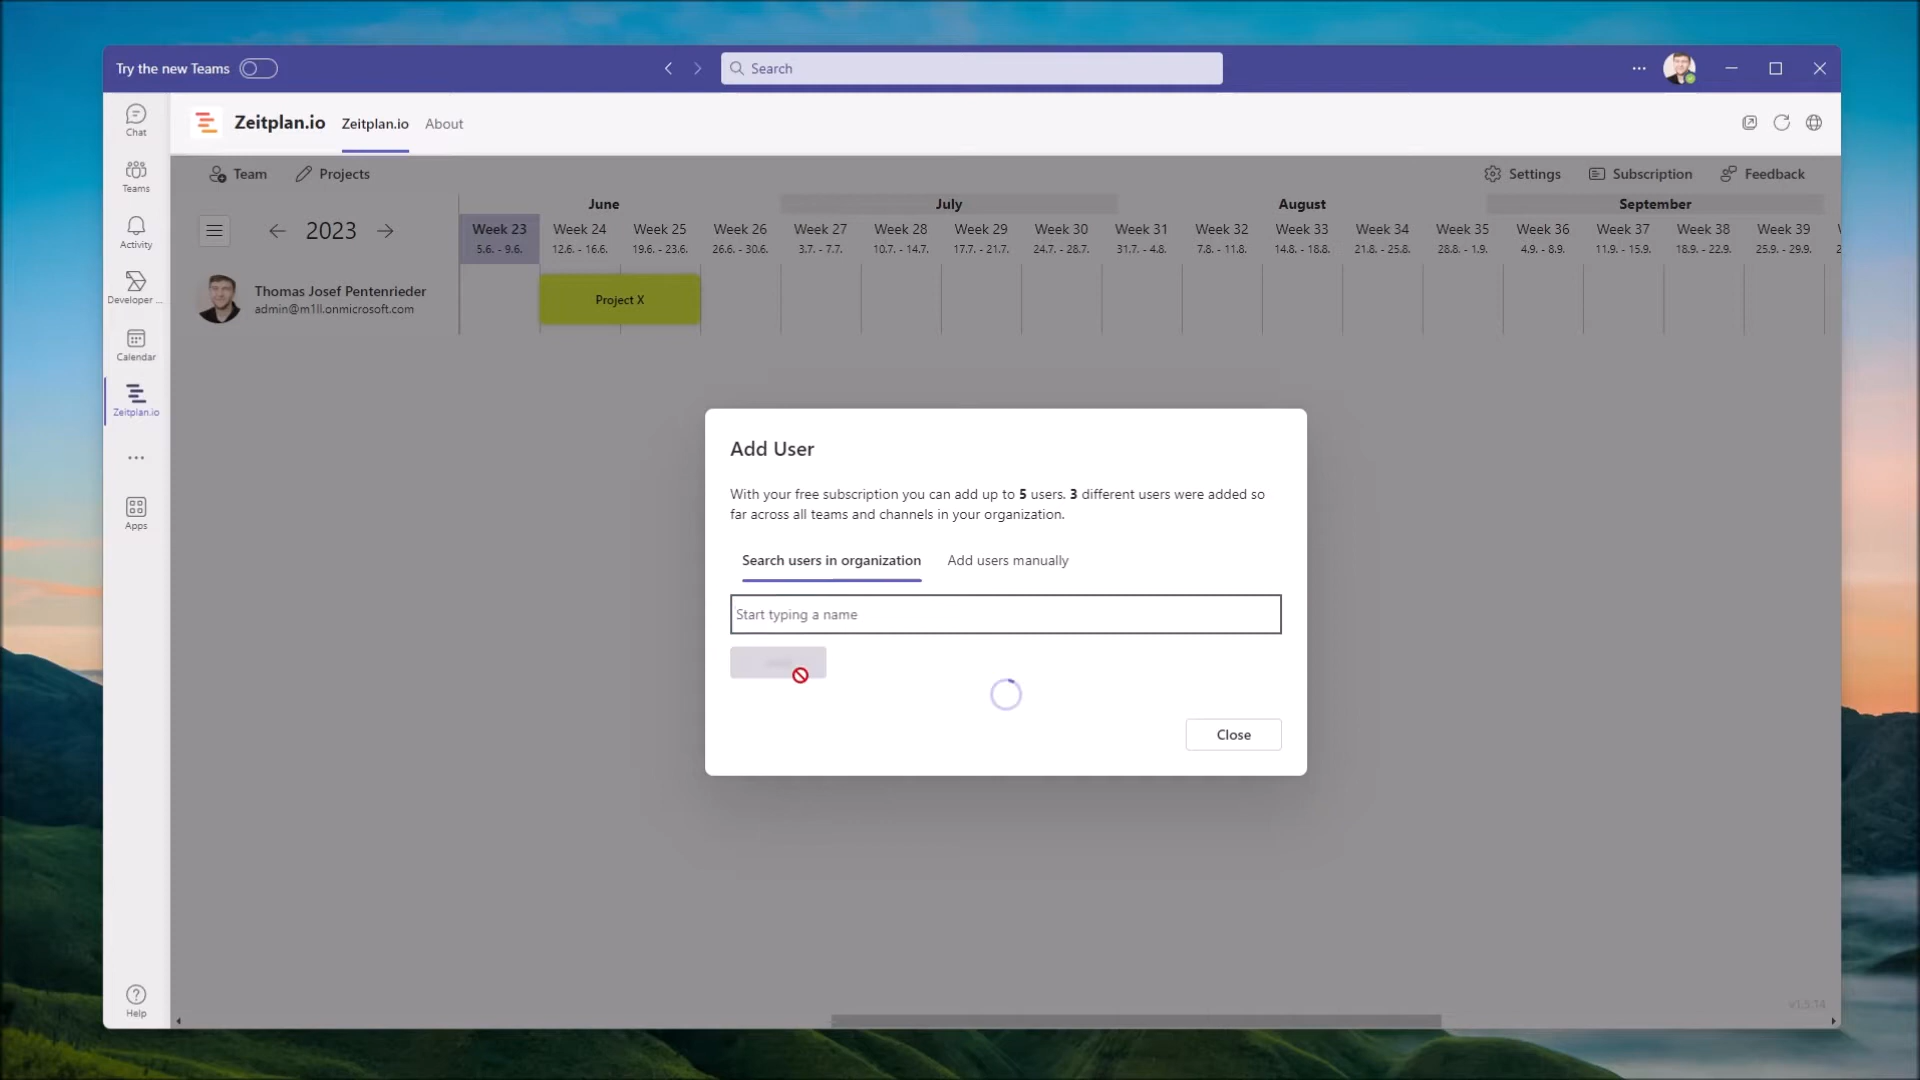 Try the new Teams
Search
Chat
Teams
Activity
Developer ...
Calendar
Zeitplan.io
Apps
Help
Zeitplan.io
Zeitplan.io
About
Team
Projects
Settings
Subscription
Feedback
June
July
August
September
2023
Week 23
Week 24
Week 25
Week 26
Week 27
Week 28
Week 29
Week 30
Week 31
Week 32
Week 33
Week 34
Week 35
Week 36
Week 37
Week 38
Week 39
5.6. - 9.6.
12.6. - 16.6.
19.6. - 23.6.
26.6. - 30.6.
3.7. - 7.7.
10.7. - 14.7.
17.7. - 21.7.
24.7. - 28.7.
31.7. - 4.8.
7.8. - 11.8.
14.8. - 18.8.
21.8. - 25.8.
28.8. - 1.9.
4.9. - 8.9.
11.9. - 15.9.
18.9. - 22.9.
25.9. - 29.9.
Thomas Josef Pentenrieder
admin@m1ll.onmicrosoft.com
Project X
Add User
With your free subscription you can add up to 5 users. 3 different users were added so
far across all teams and channels in your organization.
Search users in organization
Add users manually
Start typing a name
Close
v1.5.14